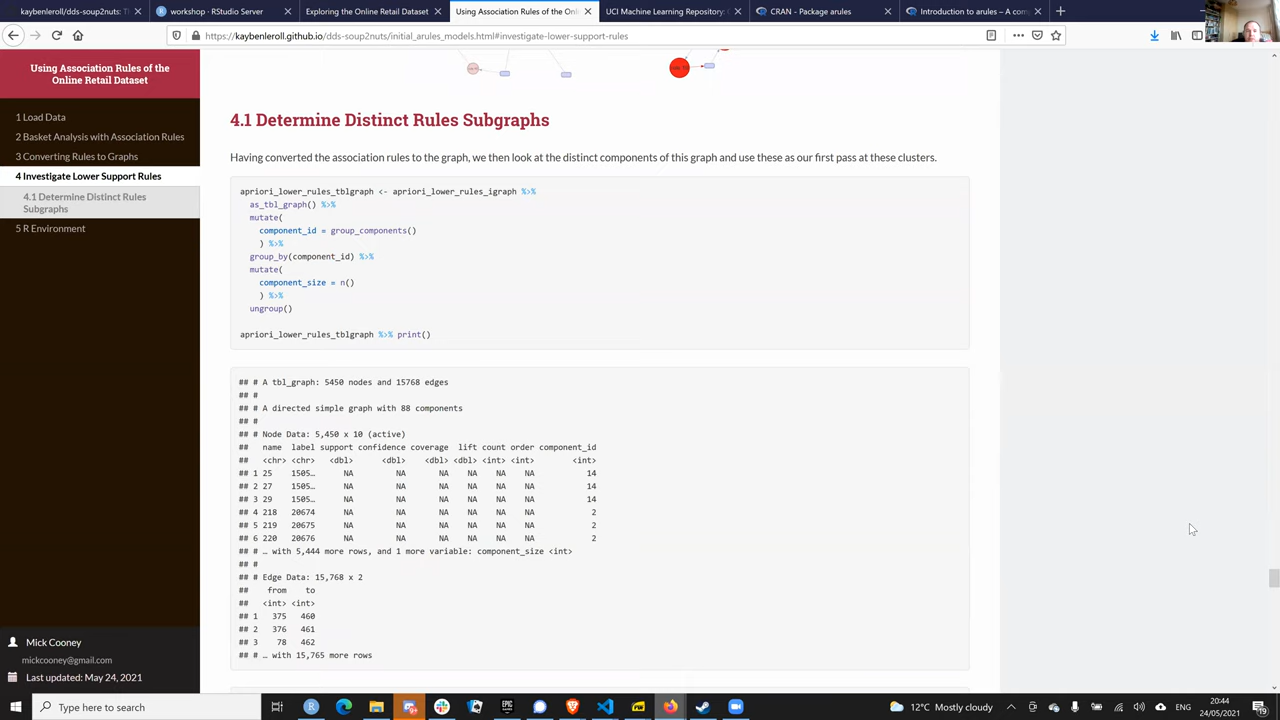 dds-soup2nuts: Th
workshop - RStudio Server
Exploring the Online Retail Dataset
Using Association Rules of the Onli
UCI Machine Learning Repository: O
CRAN - Package arules
Introduction to arules – A comp
https://kaybenleroll.github.io/dds-soup2nuts/initial_arules_models.html#investigate-lower-support-rules
Using Association Rules of the
Online Retail Dataset
1 Load Data
2 Basket Analysis with Association Rules
3 Converting Rules to Graphs
4 Investigate Lower Support Rules
4.1 Determine Distinct Rules
Subgraphs
5 R Environment
4.1 Determine Distinct Rules Subgraphs
Having converted the association rules to the graph, we then look at the distinct components of this graph and use these as our first pass at these clusters.
apriori_lower_rules_tblgraph <- apriori_lower_rules_igraph %>%
as_tbl_graph() %>%
mutate(
component_id = group_components()
) %>%
group_by(component_id) %>%
mutate(
component_size = n()
) %>%
ungroup()
apriori_lower_rules_tblgraph %>% print()
## # A tbl_graph: 5450 nodes and 15768 edges
## #
## # A directed simple graph with 88 components
## #
## # Node Data: 5,450 x 10 (active)
## name label support confidence coverage lift count order component_id
## <chr> <chr> <dbl> <dbl> <dbl> <dbl> <int> <int> <int>
## 1 25 1505… NA NA NA NA NA NA 14
## 2 27 1505… NA NA NA NA NA NA 14
## 3 29 1505… NA NA NA NA NA NA 14
## 4 218 20674 NA NA NA NA NA NA 2
## 5 219 20675 NA NA NA NA NA NA 2
## 6 220 20676 NA NA NA NA NA NA 2
## # … with 5,444 more rows, and 1 more variable: component_size <int>
## #
## # Edge Data: 15,768 x 2
## from to
## <int> <int>
## 1 375 460
## 2 376 461
## 3 78 462
## # … with 15,765 more rows
Mick Cooney
mickcooney@gmail.com
Last updated: May 24, 2021
Type here to search
12°C Mostly cloudy
ENG
20:44
24/05/2021